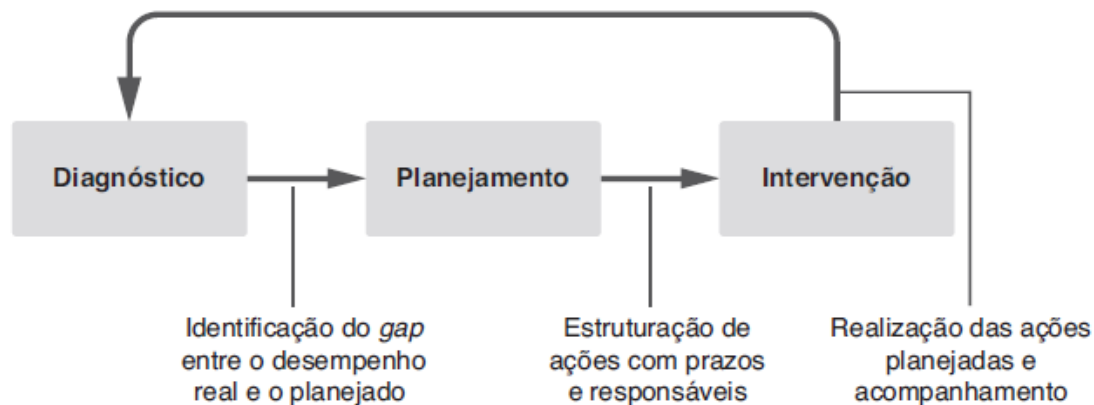 Diagnóstico
Planejamento
Intervenção
Identificação do gap
entre o desempenho
real e o planejado
Estruturação de
ações com prazos
e responsáveis
Realização das ações
planejadas e
acompanhamento